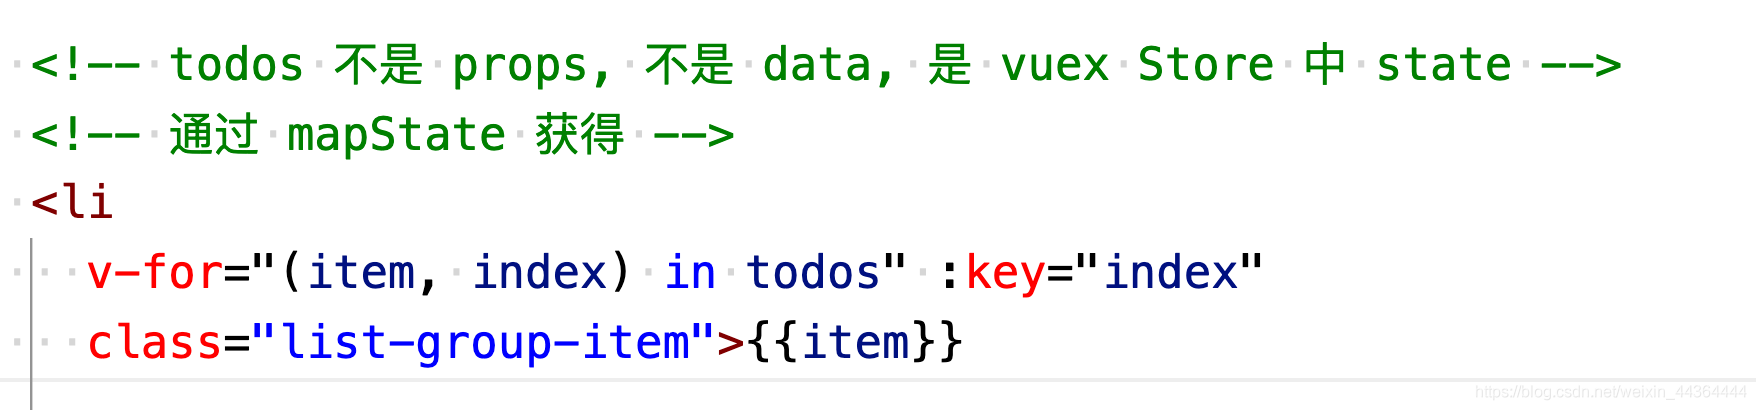 <!-- todos 不是 props, 不是 data, 是 vuex Store 中 state -->
<!-- 通过 mapState 获得 -->
<li
v-for="(item, index) in todos" :key="index"
class="list-group-item">{{item}}
https://blog.csdn.net/weixin_44364444